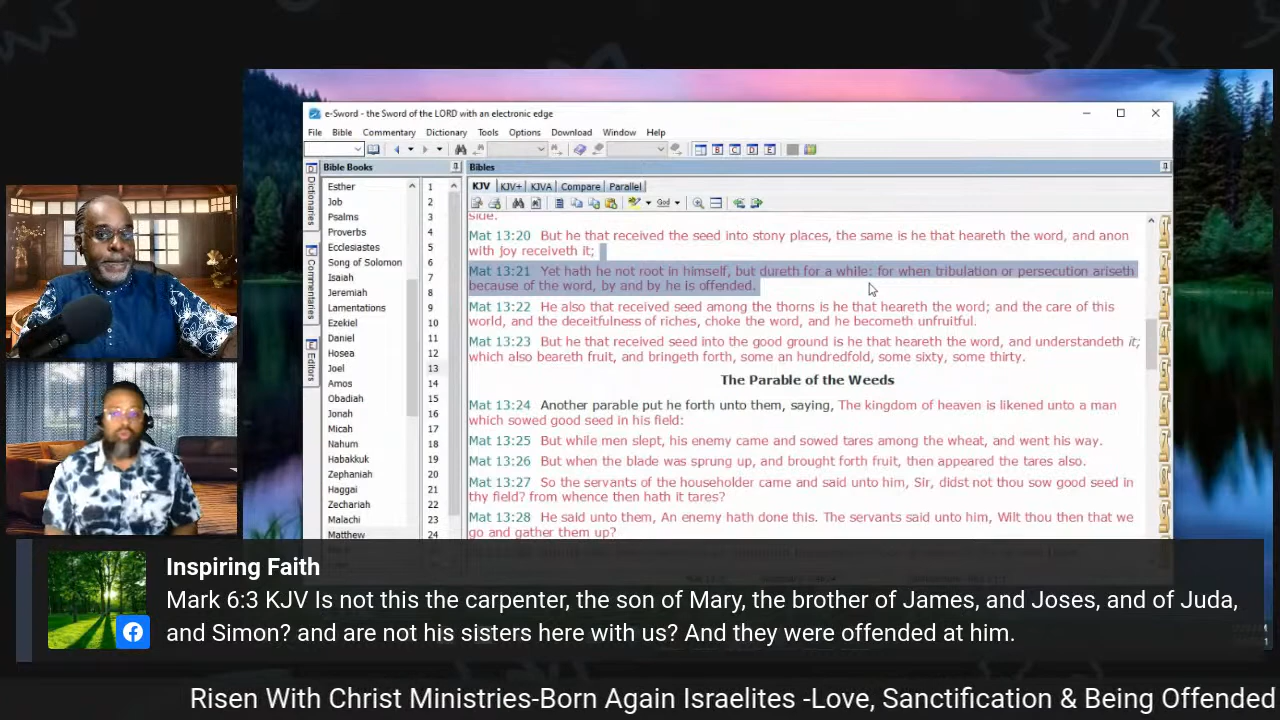 e-Sword - the Sword of the LORD with an electronic edge
File Bible Commentary Dictionary Tools Options Download Window Help
B C D E
Bible Books
Bibles
Dictionaries
Commentaries
Editors
KJV KJV+ KJVA Compare Parallel
Esther 1
Job 2
Psalms 3
Proverbs 4
Ecclesiastes 5
Song of Solomon 6
Isaiah 7
Jeremiah 8
Lamentations 9
Ezekiel 10
Daniel 11
Hosea 12
Joel 13
Amos 14
Obadiah 15
Jonah 16
Micah 17
Nahum 18
Habakkuk 19
Zephaniah 20
Haggai 21
Zechariah 22
Malachi 23
Matthew 24
side.
Mat 13:20 But he that received the seed into stony places, the same is he that heareth the word, and anon
with joy receiveth it;
Mat 13:21 Yet hath he not root in himself, but dureth for a while: for when tribulation or persecution ariseth
because of the word, by and by he is offended.
Mat 13:22 He also that received seed among the thorns is he that heareth the word; and the care of this
world, and the deceitfulness of riches, choke the word, and he becometh unfruitful.
Mat 13:23 But he that received seed into the good ground is he that heareth the word, and understandeth it;
which also beareth fruit, and bringeth forth, some an hundredfold, some sixty, some thirty.
The Parable of the Weeds
Mat 13:24 Another parable put he forth unto them, saying, The kingdom of heaven is likened unto a man
which sowed good seed in his field:
Mat 13:25 But while men slept, his enemy came and sowed tares among the wheat, and went his way.
Mat 13:26 But when the blade was sprung up, and brought forth fruit, then appeared the tares also.
Mat 13:27 So the servants of the householder came and said unto him, Sir, didst not thou sow good seed in
thy field? from whence then hath it tares?
Mat 13:28 He said unto them, An enemy hath done this. The servants said unto him, Wilt thou then that we
go and gather them up?
Inspiring Faith
Mark 6:3 KJV Is not this the carpenter, the son of Mary, the brother of James, and Joses, and of Juda,
and Simon? and are not his sisters here with us? And they were offended at him.
Risen With Christ Ministries-Born Again Israelites -Love, Sanctification & Being Offended